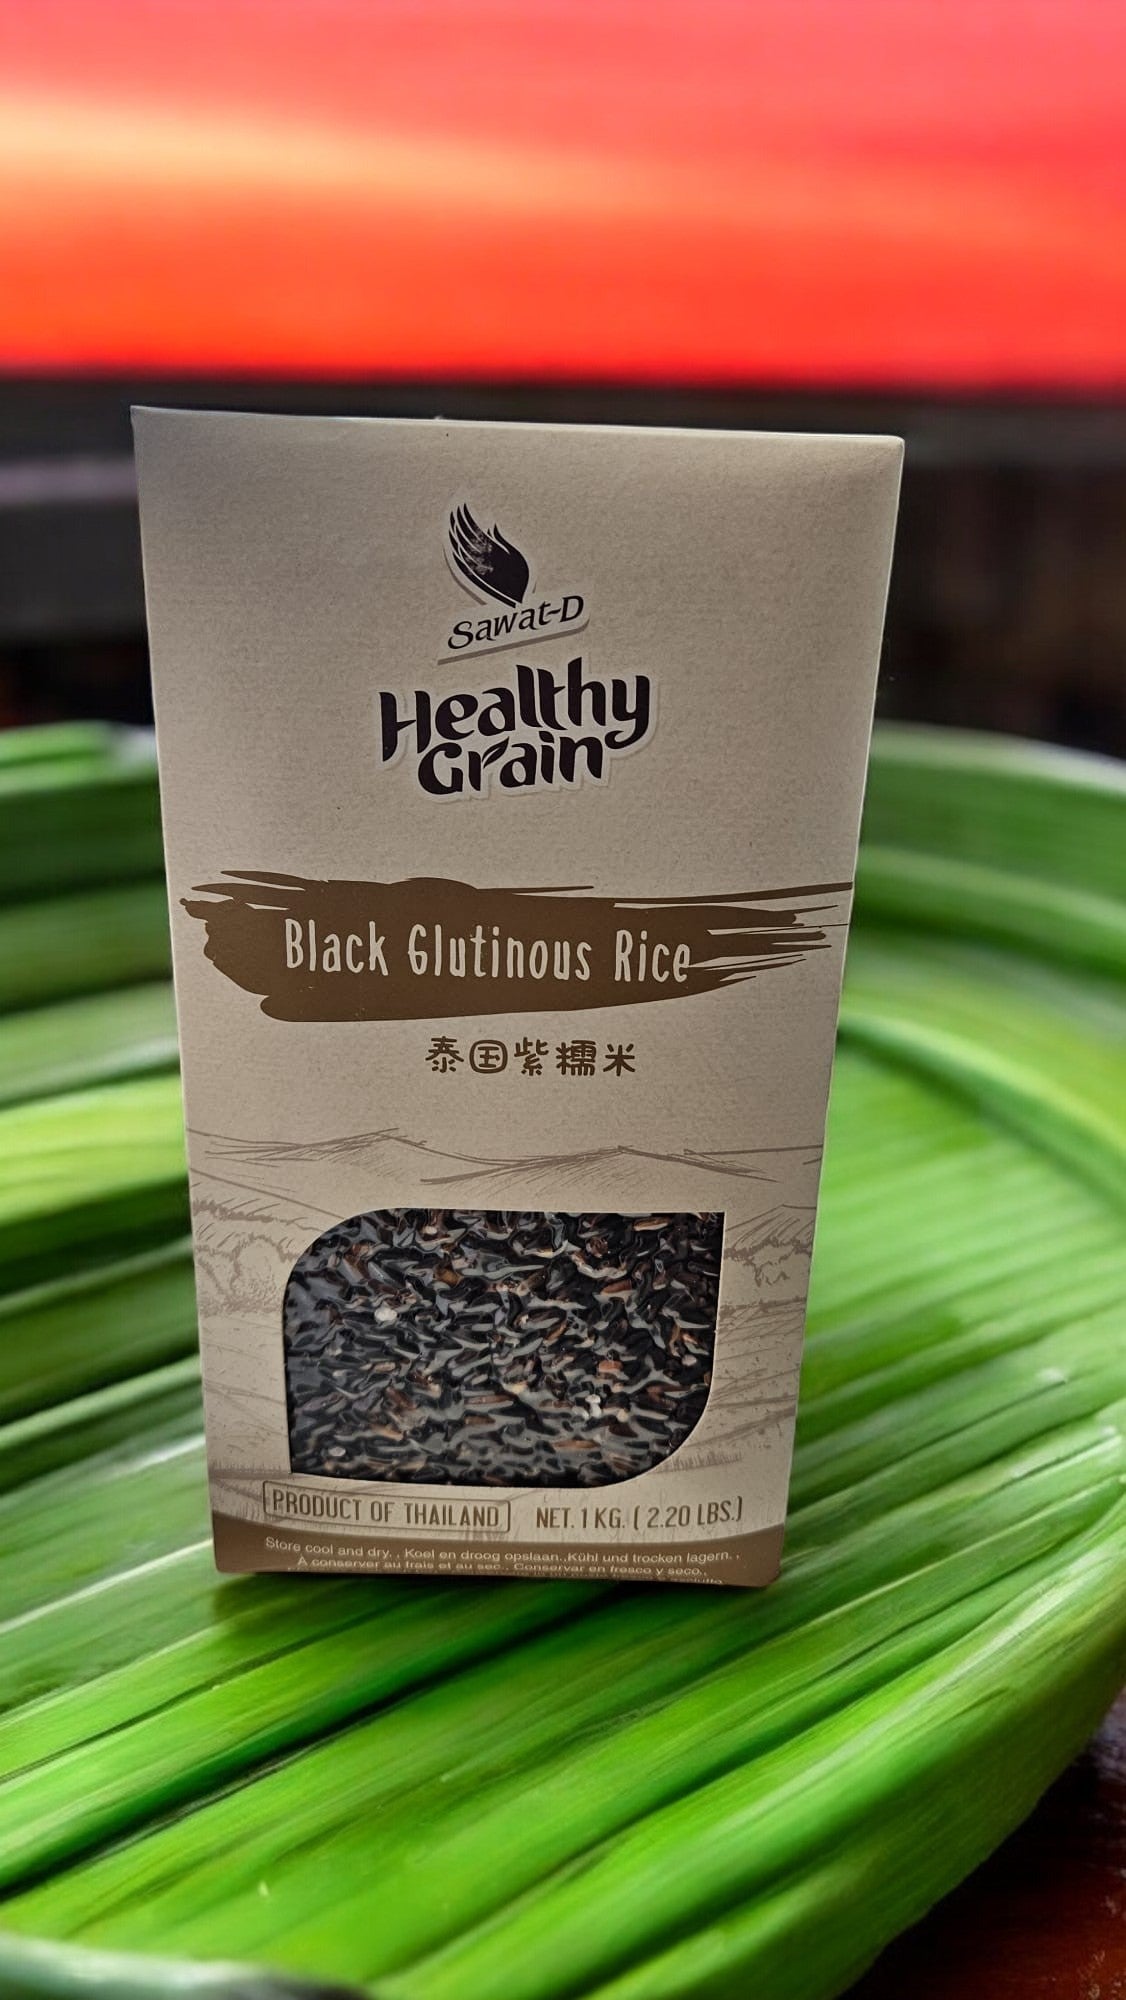 Sawat-D
Healthy
Grain
Black Glutinous Rice
泰国紫糯米
PRODUCT OF THAILAND NET. 1 KG. ( 2.20 LBS.)
Store cool and dry. , Koel en droog opslaan.,Kühl und trocken lagern. ,
À conserver au frais et au sec., Conservar en fresco y seco.,